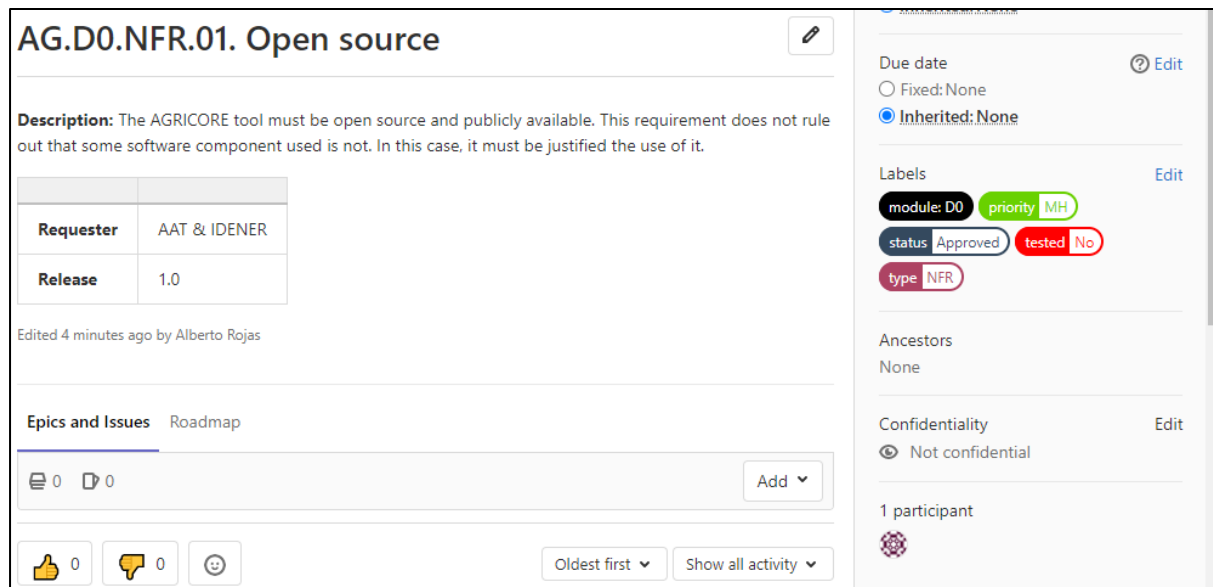 AG.D0.NFR.01. Open source
Description: The AGRICORE tool must be open source and publicly available. This requirement does not rule
out that some software component used is not. In this case, it must be justified the use of it.
Requester AAT & IDENER
Release 1.0
Edited 4 minutes ago by Alberto Rojas
Epics and Issues Roadmap
0 0
Add
0 0
Oldest first Show all activity
Due date Edit
Fixed: None
Inherited: None
Labels Edit
module: D0 priority MH
status Approved tested No
type NFR
Ancestors
None
Confidentiality Edit
Not confidential
1 participant